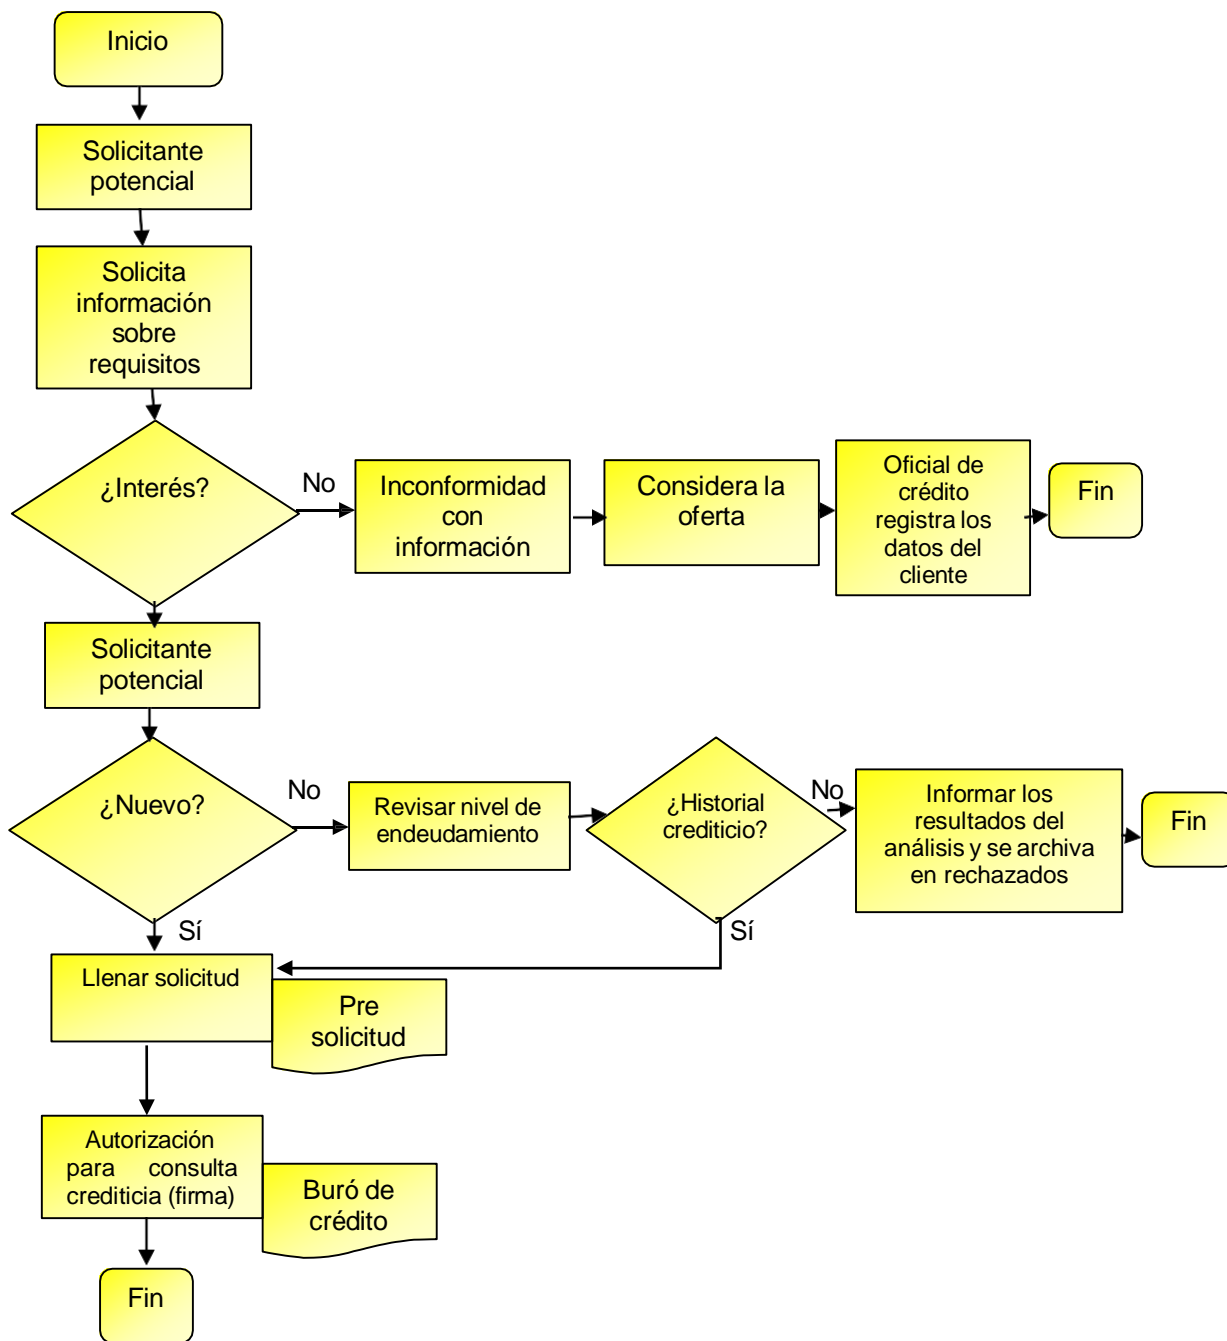 Inicio
Solicitante
potencial
Solicita
información
sobre
requisitos
¿Interés?
No
Inconformidad
con
información
Considera la
oferta
Oficial de
crédito
registra los
datos del
cliente
Fin
Solicitante
potencial
¿Nuevo?
No
Revisar nivel de
endeudamiento
¿Historial
crediticio?
No
Informar los
resultados del
análisis y se archiva
en rechazados
Fin
Sí
Sí
Llenar solicitud
Pre
solicitud
Autorización
para consulta
crediticia (firma)
Buró de
crédito
Fin